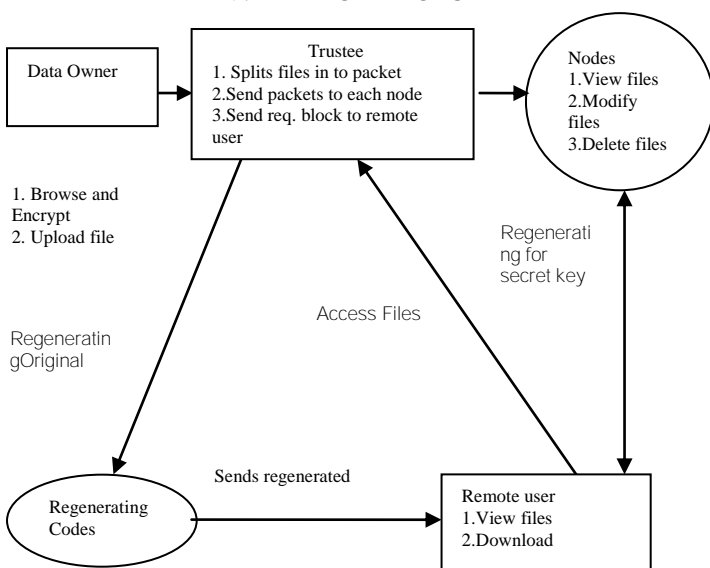 Data Owner
Trustee
1. Splits files in to packet
2.Send packets to each node
3.Send req. block to remote
user
Nodes
1.View files
2.Modify
files
3.Delete files
1. Browse and
Encrypt
2. Upload file
Regenerati
ng for
secret key
Access Files
Regeneratin
gOriginal
Sends regenerated
Regenerating
Codes
Remote user
1.View files
2.Download